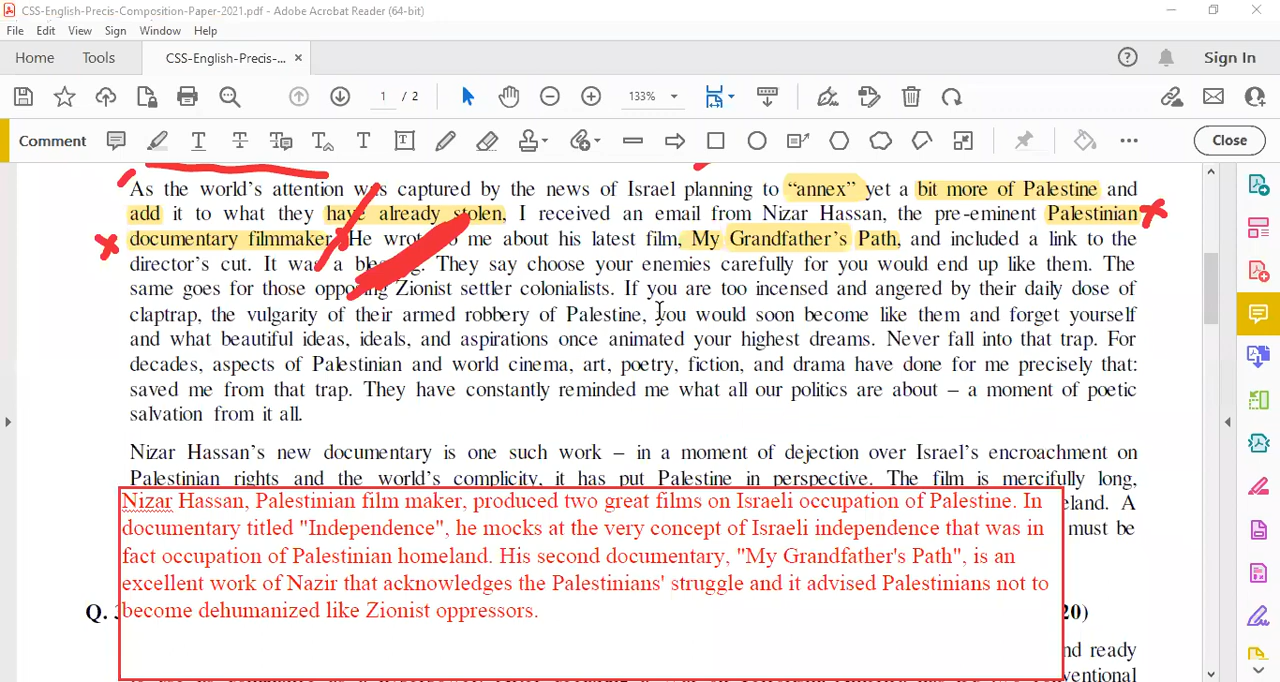 CSS-English-Precis-Composition-Paper-2021.pdf - Adobe Acrobat Reader (64-bit)
File Edit View Sign Window Help
Home Tools CSS-English-Precis-... × Sign In
1 / 2 133%
Comment Close
As the world's attention was captured by the news of Israel planning to “annex” yet a bit more of Palestine and
add it to what they have already stolen, I received an email from Nizar Hassan, the pre-eminent Palestinian
documentary filmmaker. He wrote to me about his latest film, My Grandfather's Path, and included a link to the
director's cut. It was a blessing. They say choose your enemies carefully for you would end up like them. The
same goes for those opposing Zionist settler colonialists. If you are too incensed and angered by their daily dose of
claptrap, the vulgarity of their armed robbery of Palestine, you would soon become like them and forget yourself
and what beautiful ideas, ideals, and aspirations once animated your highest dreams. Never fall into that trap. For
decades, aspects of Palestinian and world cinema, art, poetry, fiction, and drama have done for me precisely that:
saved me from that trap. They have constantly reminded me what all our politics are about – a moment of poetic
salvation from it all.
Nizar Hassan's new documentary is one such work – in a moment of dejection over Israel's encroachment on
Palestinian rights and the world's complicity, it has put Palestine in perspective. The film is mercifully long,
eland. A
must be
Nizar Hassan, Palestinian film maker, produced two great films on Israeli occupation of Palestine. In
documentary titled "Independence", he mocks at the very concept of Israeli independence that was in
fact occupation of Palestinian homeland. His second documentary, "My Grandfather's Path", is an
excellent work of Nazir that acknowledges the Palestinians' struggle and it advised Palestinians not to
become dehumanized like Zionist oppressors.
Q. 20)
nd ready
nventional